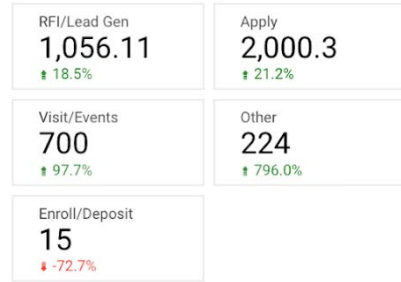 RFI/Lead Gen
1,056.11
⬆ 18.5%
Apply
2,000.3
⬆ 21.2%
Visit/Events
700
⬆ 97.7%
Other
224
⬆ 796.0%
Enroll/Deposit
15
⬇ -72.7%